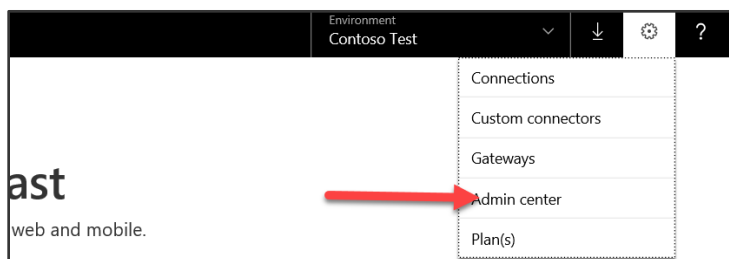 Environment
Contoso Test
?
Connections
Custom connectors
Gateways
ast
Admin center
web and mobile.
Plan(s)